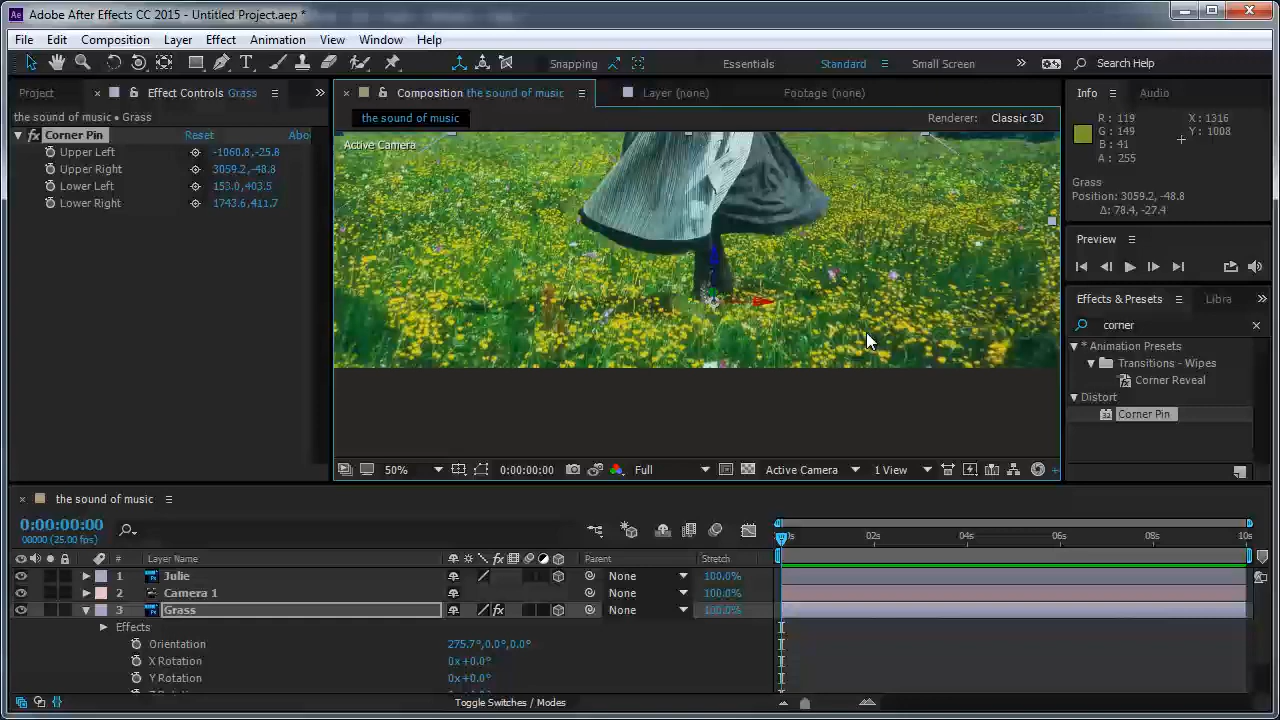 Ae Adobe After Effects CC 2015 - Untitled Project.aep *
File Edit Composition Layer Effect Animation View Window Help
T Snapping Essentials Standard Small Screen » Search Help
Project × Effect Controls Grass »
the sound of music • Grass
fx Corner Pin Reset Abo
Upper Left -1060.8,-25.8
Upper Right 3059.2,-48.8
Lower Left 153.0,403.5
Lower Right 1743.6,411.7
× Composition the sound of music Layer (none) Footage (none)
the sound of music Renderer: Classic 3D
Active Camera
50% 0:00:00:00 Full Active Camera 1 View
Info Audio
R: 119 X: 1316
G: 149 Y: 1008
B: 41
A: 255
Grass
Position: 3059.2, -48.8
Δ: 78.4, -27.4
Preview
Effects & Presets Libra »
corner ×
* Animation Presets
Transitions - Wipes
Corner Reveal
Distort
Corner Pin
× the sound of music
0:00:00:00
00000 (25.00 fps)
0s 02s 04s 06s 08s 10s
# Layer Name fx Parent Stretch
1 Julie None 100.0%
2 Camera 1 None 100.0%
3 Grass fx None 100.0%
Effects
Orientation 275.7°,0.0°,0.0°
X Rotation 0x+0.0°
Y Rotation 0x+0.0°
Toggle Switches / Modes